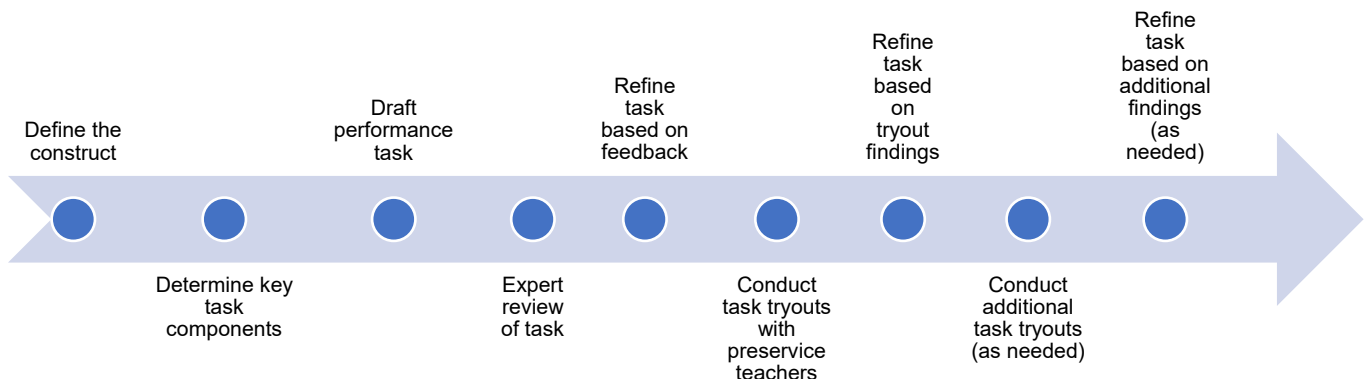 Define the
construct
Determine key
task
components
Draft
performance
task
Expert
review
of task
Refine
task
based on
feedback
Conduct
task tryouts
with
preservice
teachers
Refine
task
based
on
tryout
findings
Conduct
additional
task tryouts
(as needed)
Refine
task
based on
additional
findings
(as
needed)